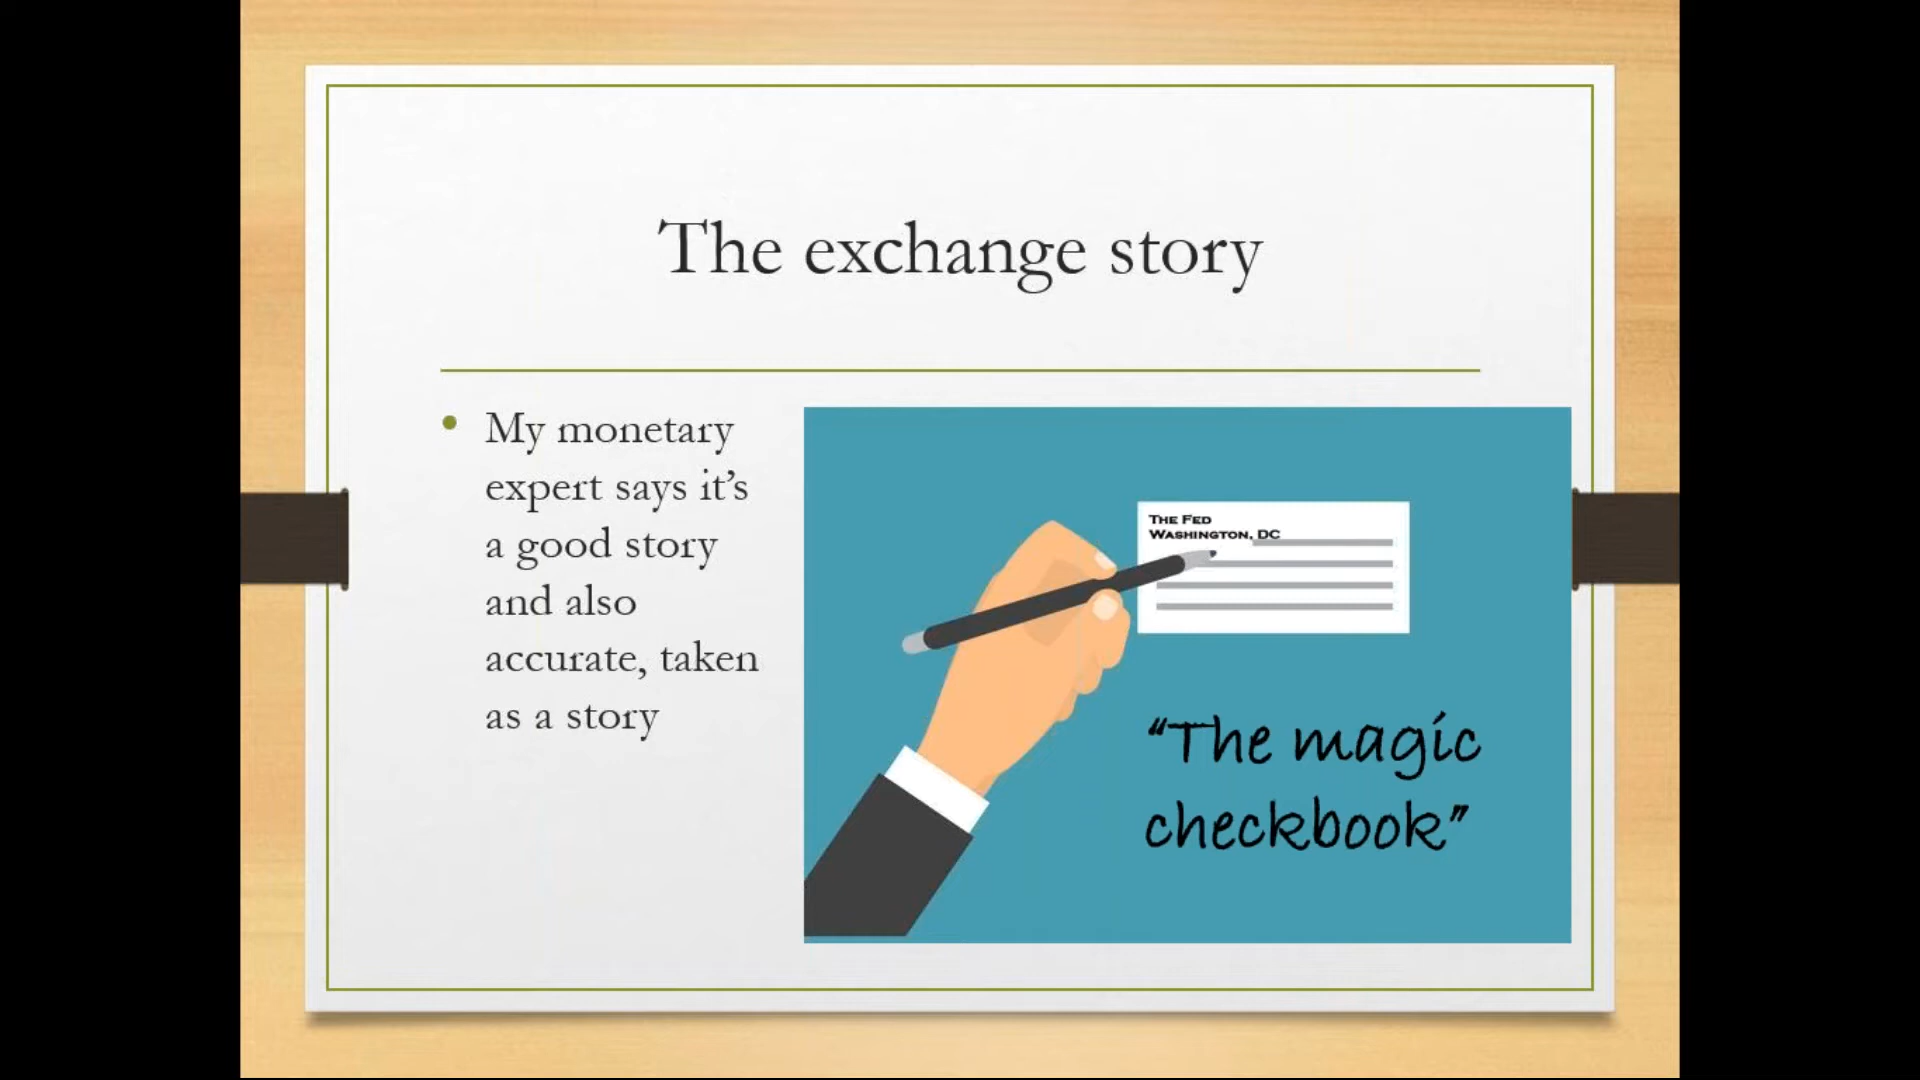 The exchange story
• My monetary
expert says it’s
a good story
and also
accurate, taken
as a story
THE FED
WASHINGTON, DC
“The magic
checkbook”